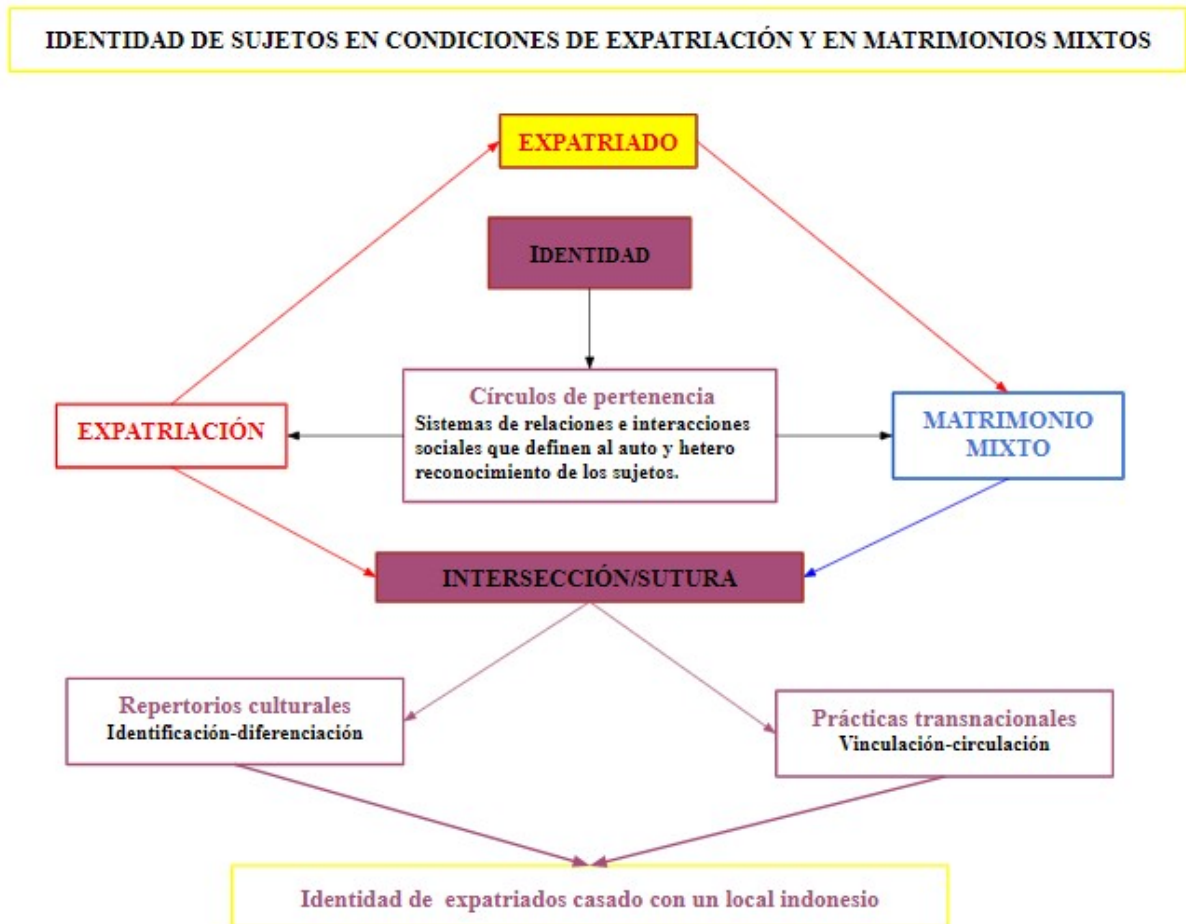 IDENTIDAD DE SUJETOS EN CONDICIONES DE EXPATRIACIÓN Y EN MATRIMONIOS MIXTOS
EXPATRIADO
IDENTIDAD
Círculos de pertenencia
Sistemas de relaciones e interacciones
sociales que definen al auto y hetero
reconocimiento de los sujetos.
EXPATRIACIÓN
MATRIMONIO
MIXTO
INTERSECCIÓN/SUTURA
Repertorios culturales
Identificación-diferenciación
Prácticas transnacionales
Vinculación-circulación
Identidad de expatriados casado con un local indonesio